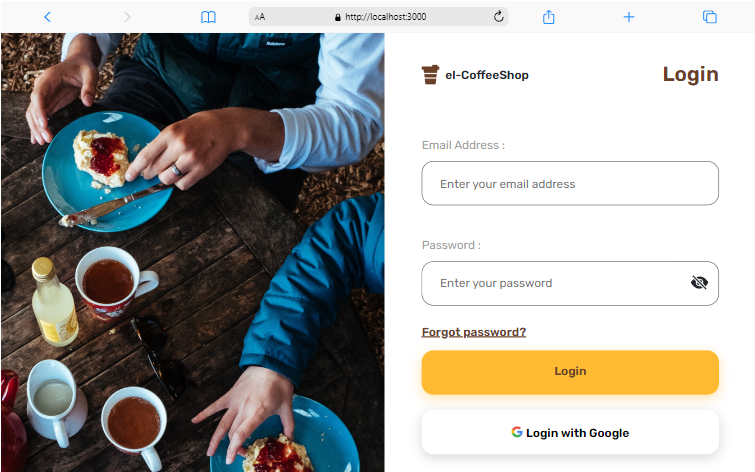 AA http://localhost:3000
el-CoffeeShop
Login
Email Address :
Enter your email address
Password :
Enter your password
Forgot password?
Login
Login with Google